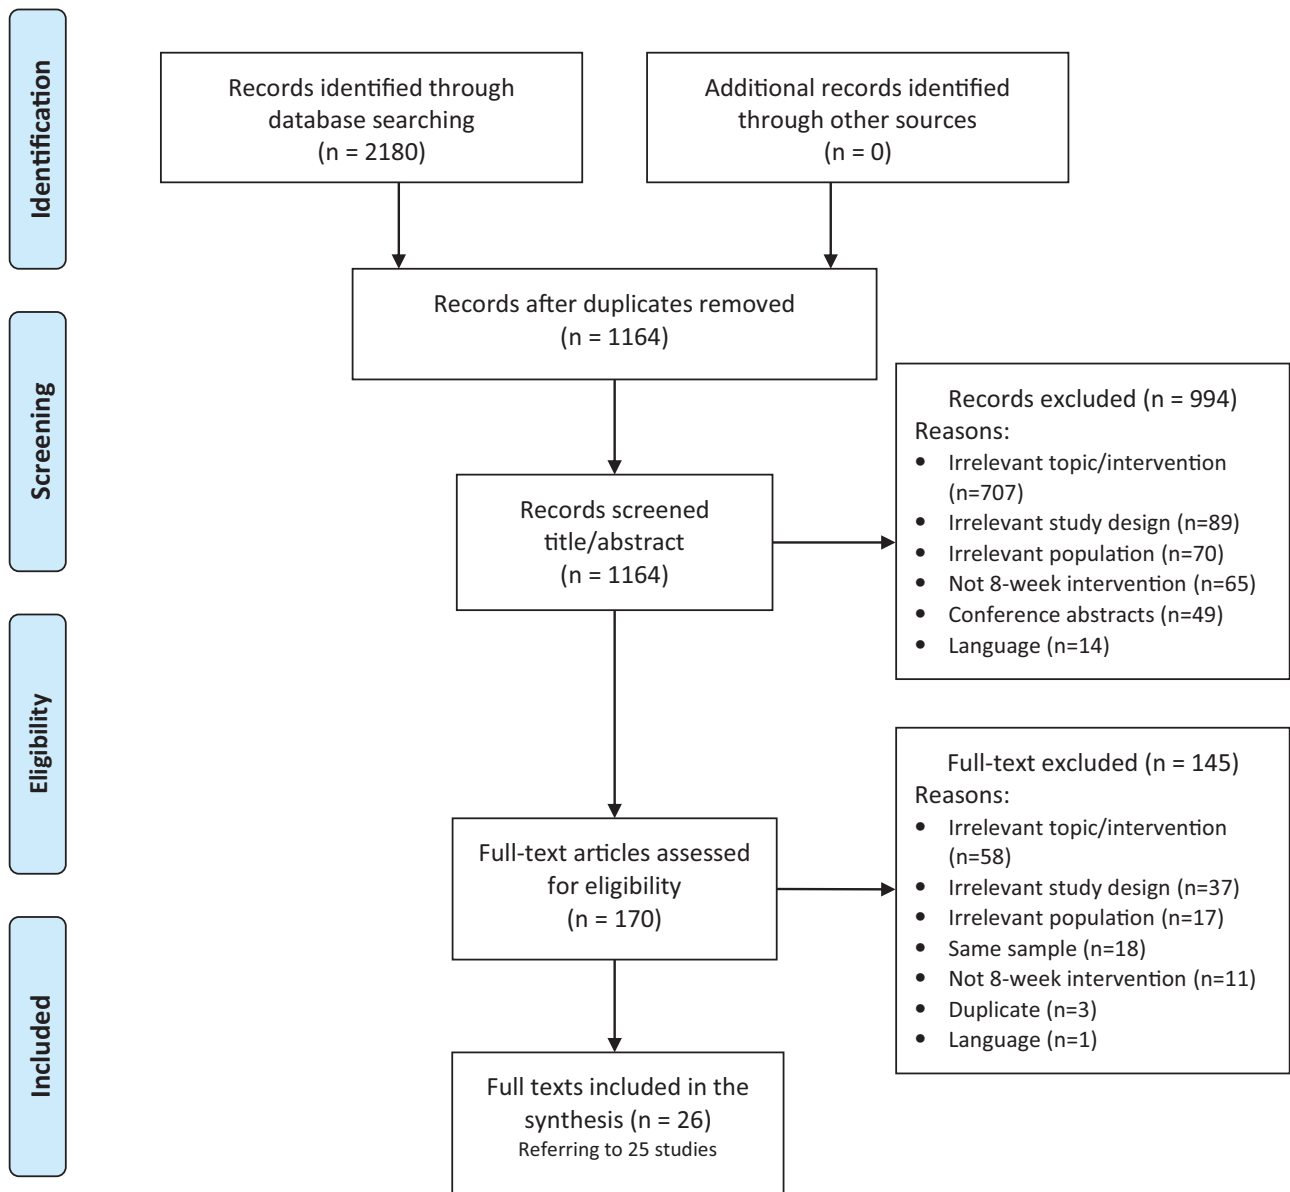 Identification
Records identified through
database searching
(n = 2180)
Additional records identified
through other sources
(n = 0)
Records after duplicates removed
(n = 1164)
Screening
Records screened
title/abstract
(n = 1164)
Records excluded (n = 994)
Reasons:
• Irrelevant topic/intervention
(n=707)
• Irrelevant study design (n=89)
• Irrelevant population (n=70)
• Not 8-week intervention (n=65)
• Conference abstracts (n=49)
• Language (n=14)
Eligibility
Full-text articles assessed
for eligibility
(n = 170)
Full-text excluded (n = 145)
Reasons:
• Irrelevant topic/intervention
(n=58)
• Irrelevant study design (n=37)
• Irrelevant population (n=17)
• Same sample (n=18)
• Not 8-week intervention (n=11)
• Duplicate (n=3)
• Language (n=1)
Included
Full texts included in the
synthesis (n = 26)
Referring to 25 studies